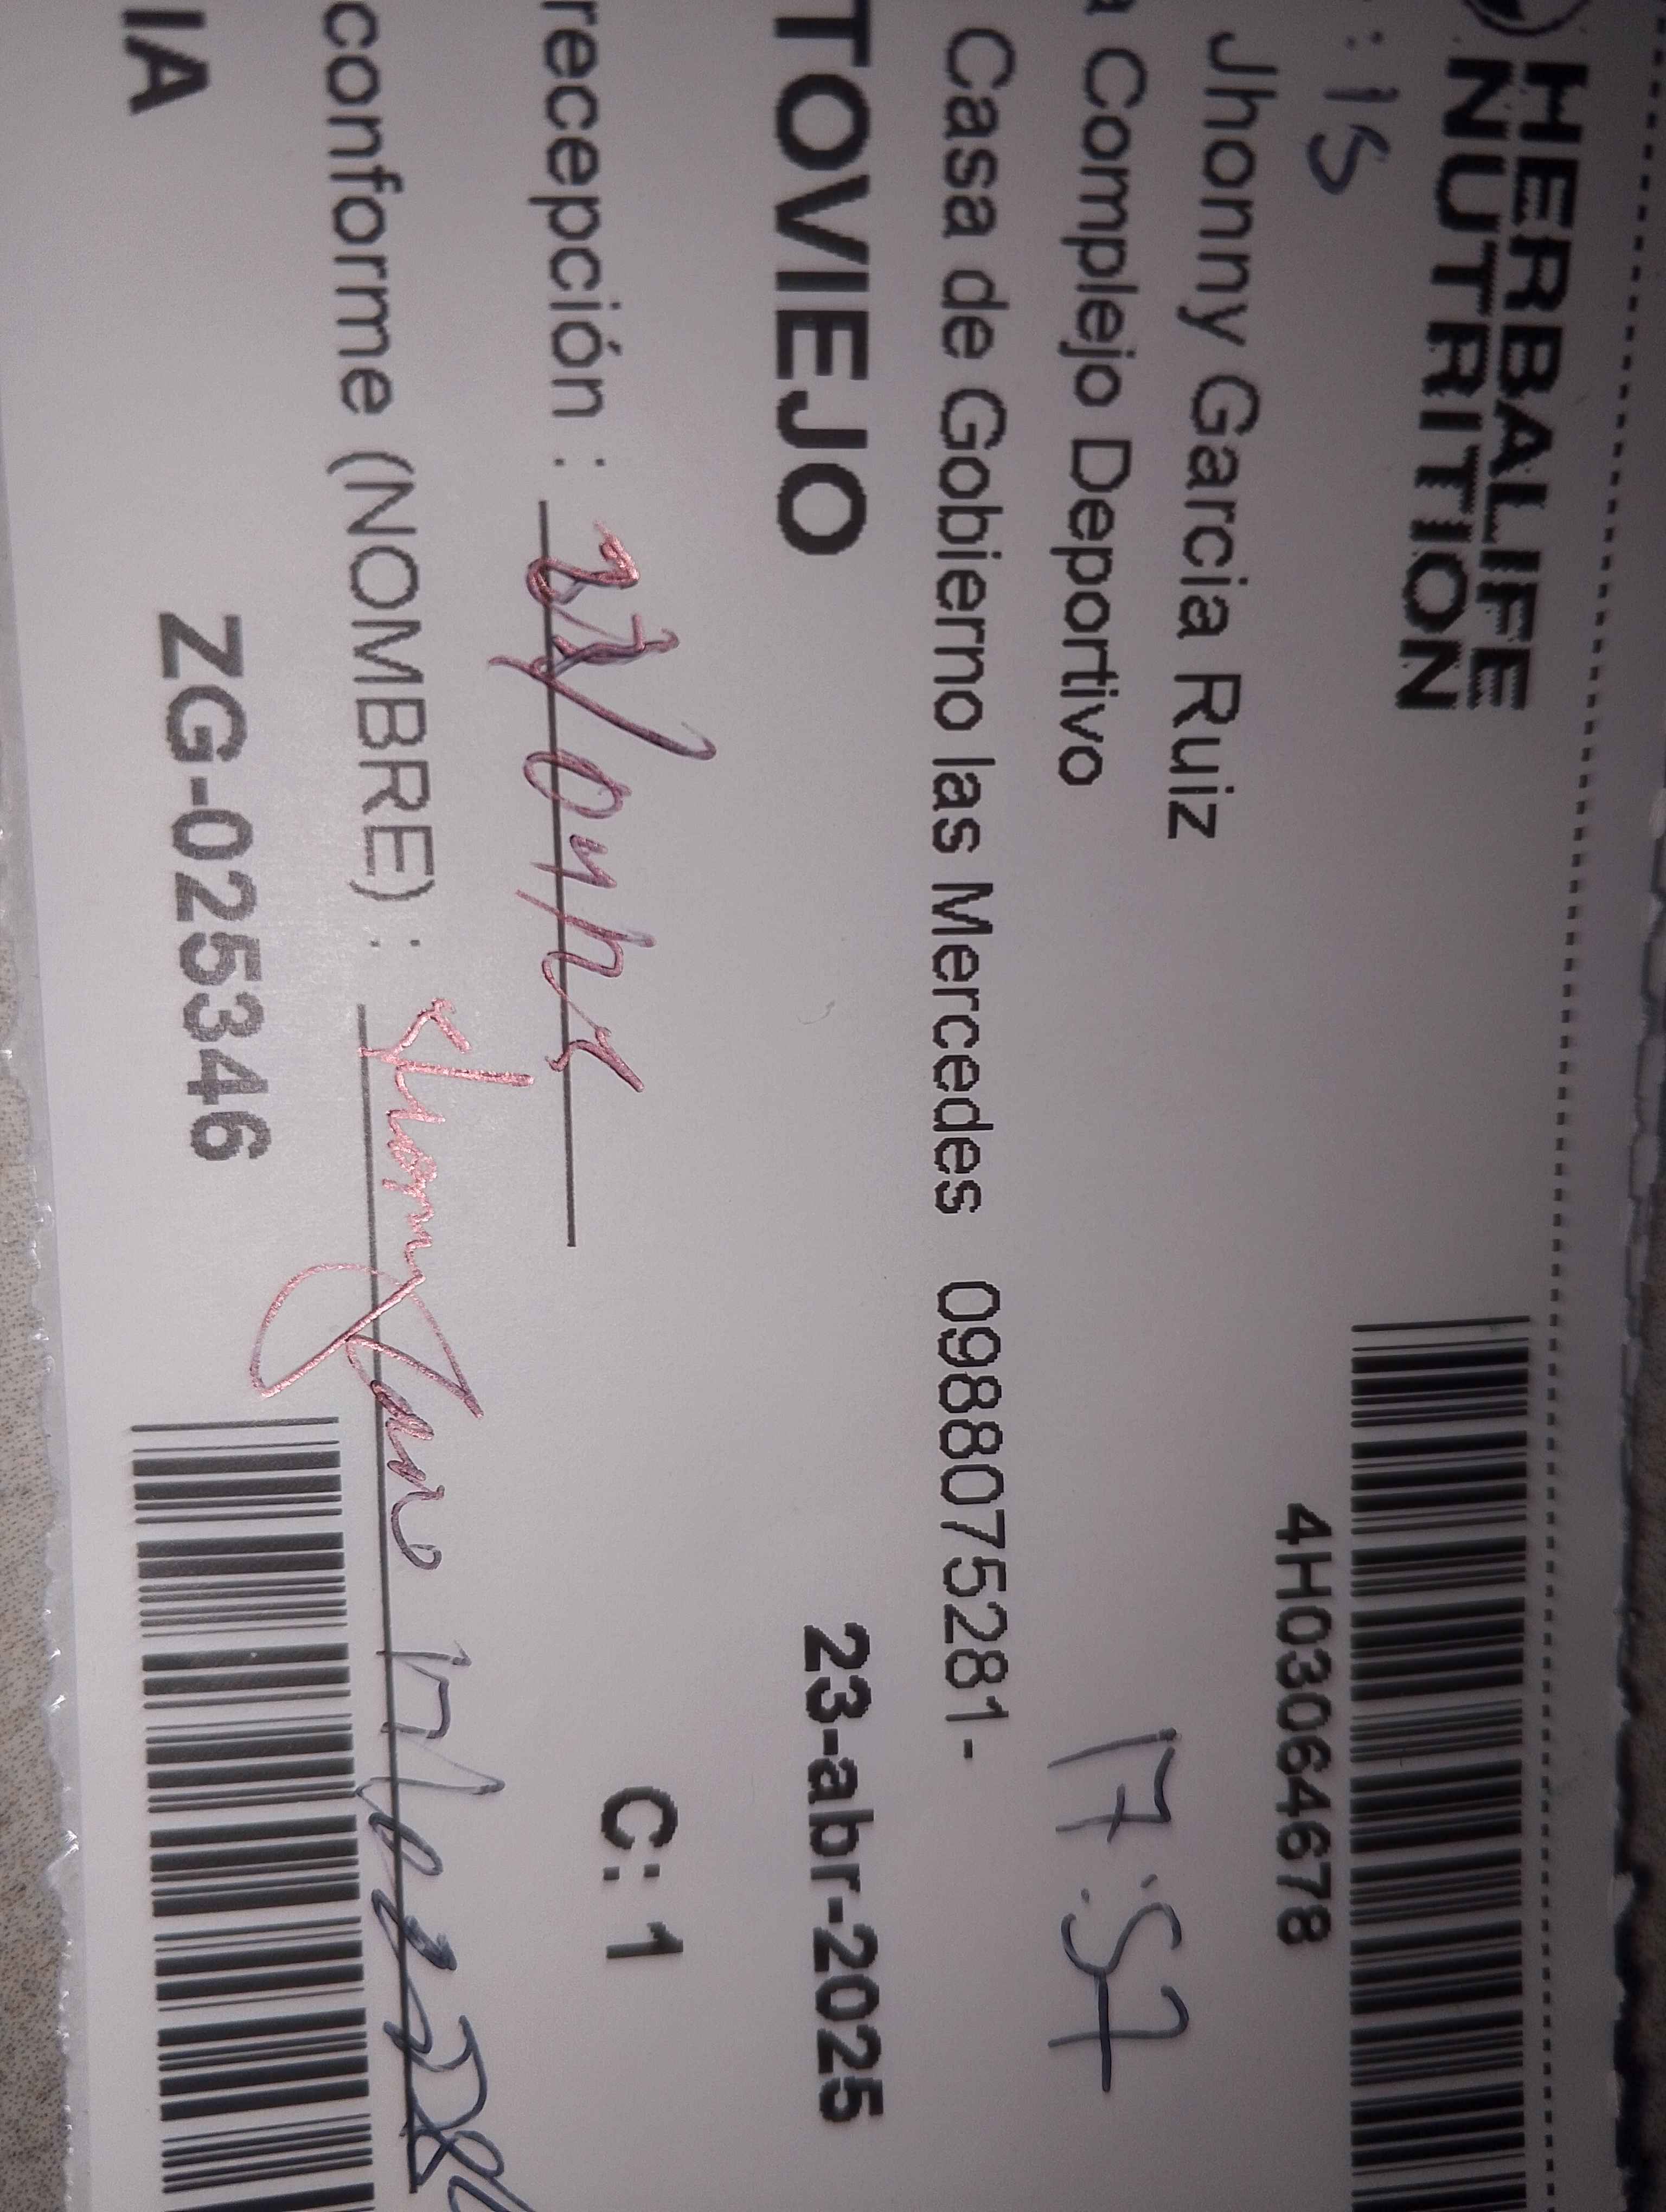 HERBALIFE
NUTRITION
: 15
4H03064678
Jhonny Garcia Ruiz
a Complejo Deportivo
17:57
Casa de Gobierno las Mercedes 0988075281-
TOVIEJO 23-abr-2025
recepción : C: 1
conforme (NOMBRE) : Jhonny
IA ZG-025346